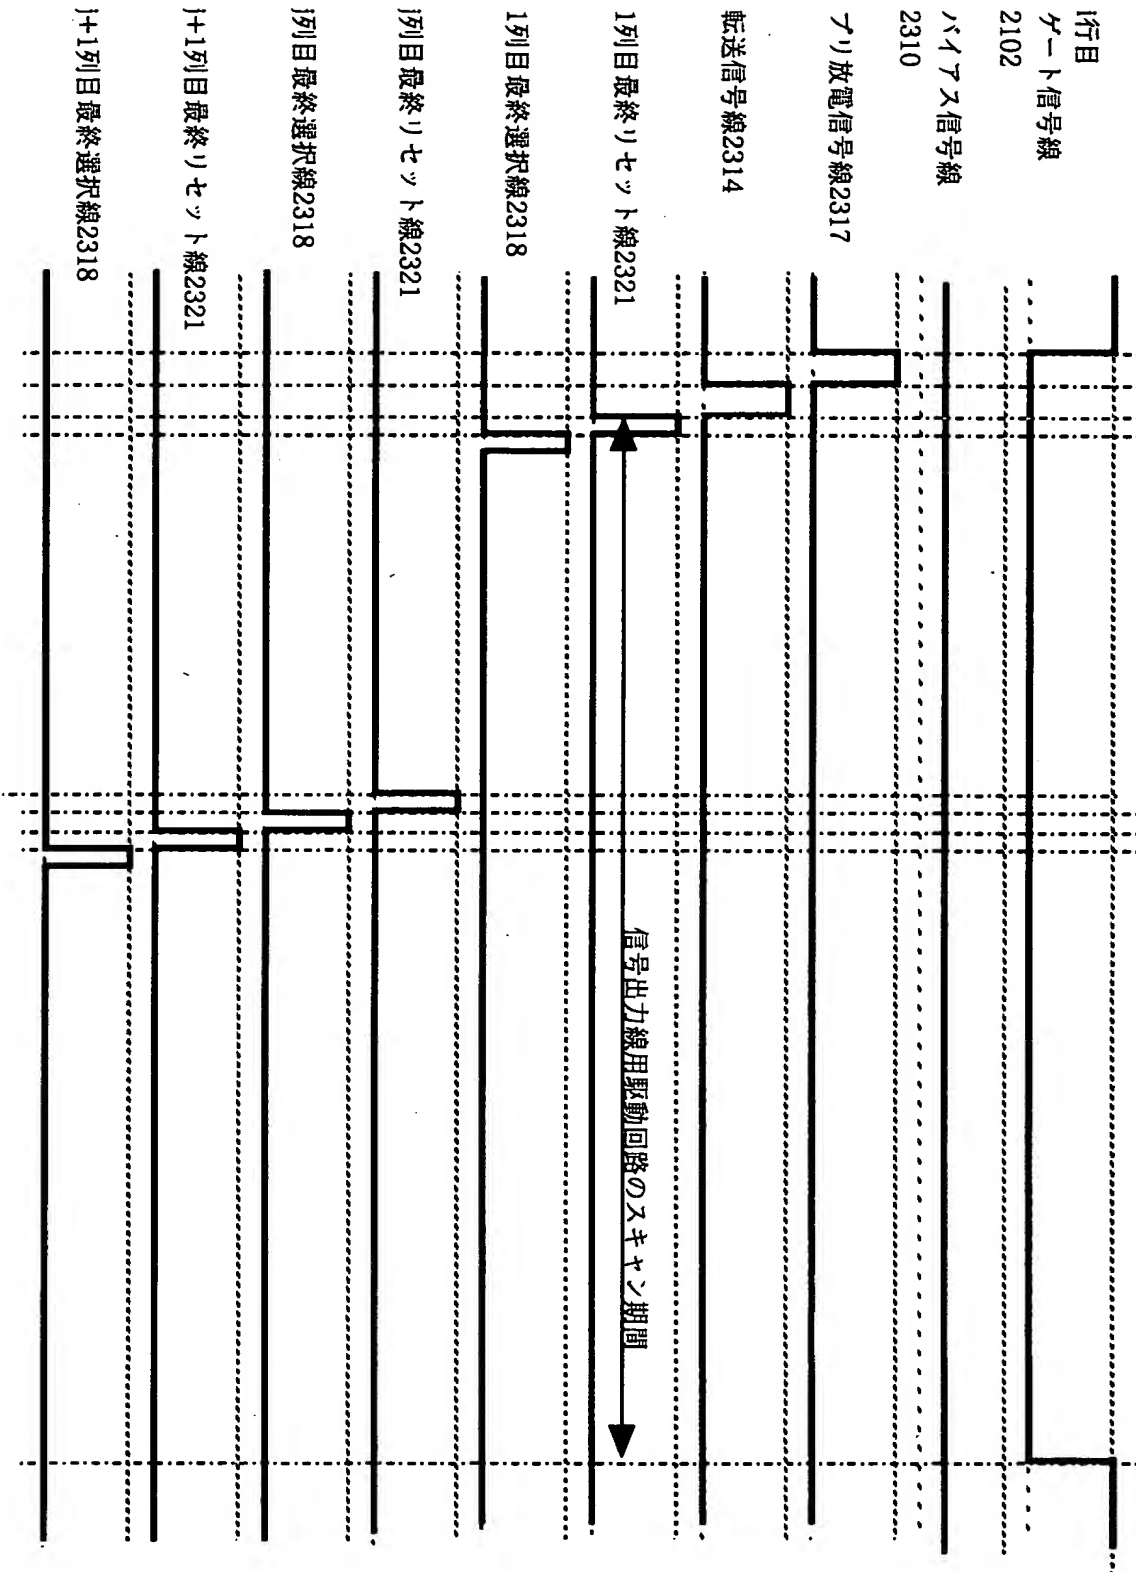 i行目
ゲート信号線
2102
バイアス信号線
2310
プリ放電信号線2317
転送信号線2314
1列目最終リセット線2321
1列目最終選択線2318
j列目最終リセット線2321
j列目最終選択線2318
j+1列目最終リセット線2321
j+1列目最終選択線2318
信号出力線用駆動回路のスキャン期間